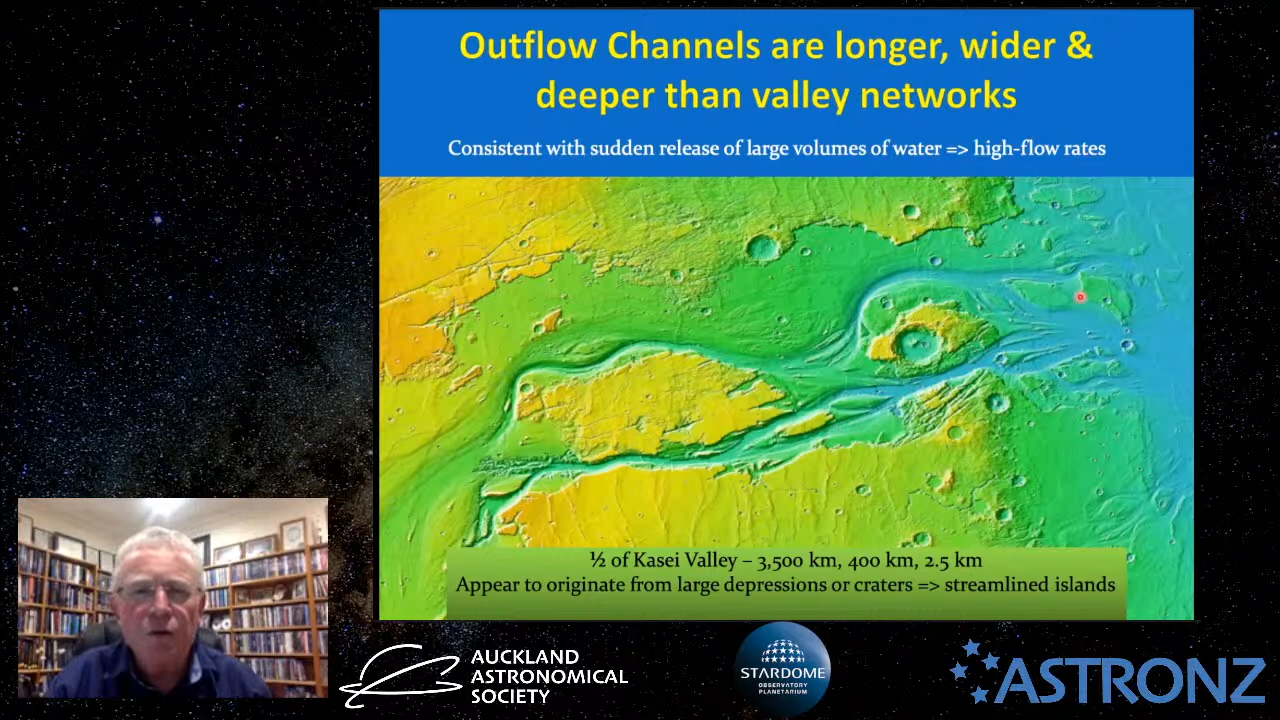 Outflow Channels are longer, wider &
deeper than valley networks
Consistent with sudden release of large volumes of water => high-flow rates
½ of Kasei Valley – 3,500 km, 400 km, 2.5 km
Appear to originate from large depressions or craters => streamlined islands
AUCKLAND
ASTRONOMICAL
SOCIETY
STARDOME
OBSERVATORY
PLANETARIUM
ASTRONZ